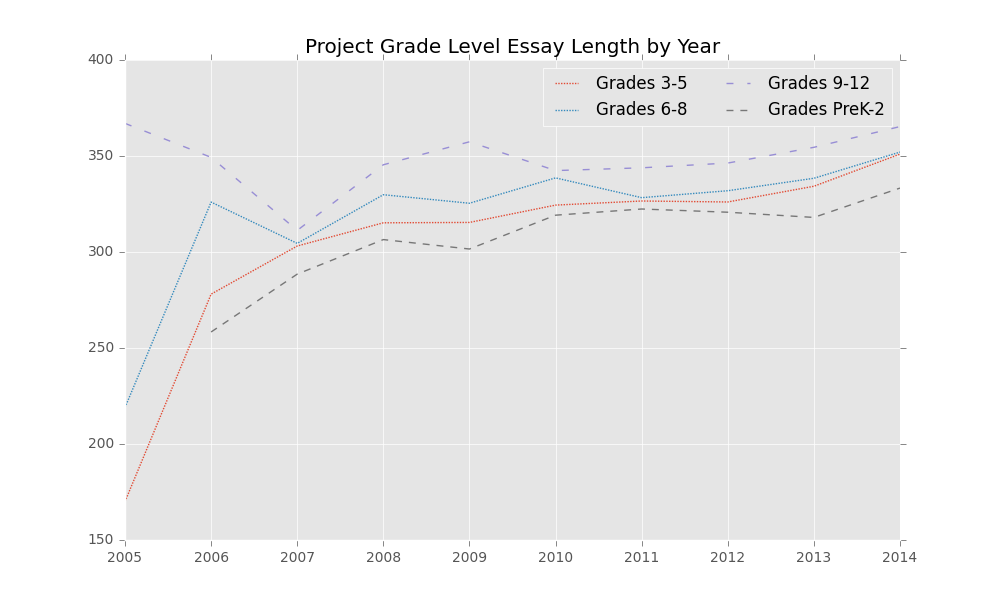 Project Grade Level Essay Length by Year
400
350
300
250
200
150
Grades 3-5
Grades 6-8
Grades 9-12
Grades PreK-2
2005 2006 2007 2008 2009 2010 2011 2012 2013 2014